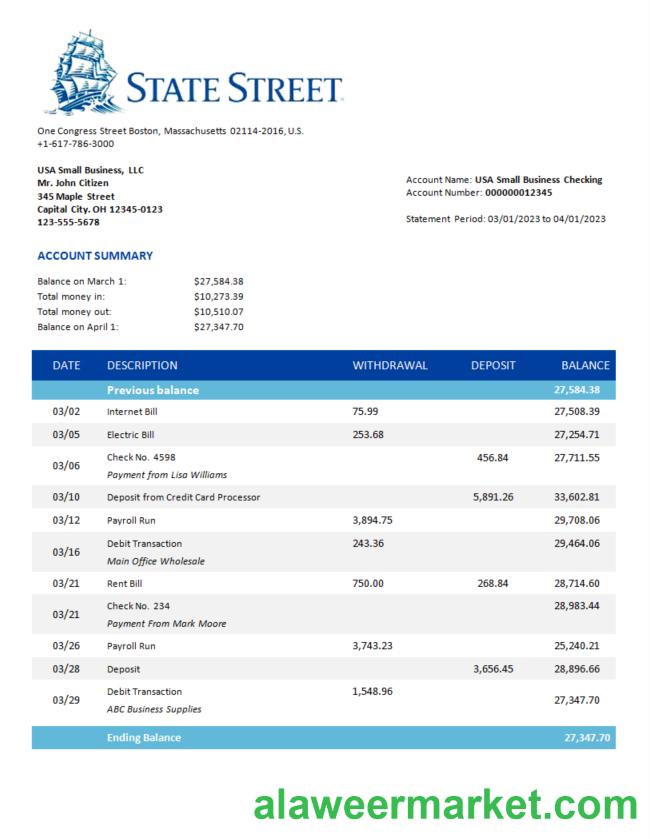 STATE STREET
One Congress Street Boston, Massachusetts 02114-2016, U.S.
+1-617-786-3000
USA Small Business, LLC
Mr. John Citizen
345 Maple Street
Capital City. OH 12345-0123
123-555-5678
Account Name: USA Small Business Checking
Account Number: 000000012345
Statement Period: 03/01/2023 to 04/01/2023
ACCOUNT SUMMARY
Balance on March 1: $27,584.38
Total money in: $10,273.39
Total money out: $10,510.07
Balance on April 1: $27,347.70
DATE DESCRIPTION WITHDRAWAL DEPOSIT BALANCE
Previous balance 27,584.38
03/02 Internet Bill 75.99 27,508.39
03/05 Electric Bill 253.68 27,254.71
03/06 Check No. 4598 456.84 27,711.55
Payment from Lisa Williams
03/10 Deposit from Credit Card Processor 5,891.26 33,602.81
03/12 Payroll Run 3,894.75 29,708.06
03/16 Debit Transaction 243.36 29,464.06
Main Office Wholesale
03/21 Rent Bill 750.00 268.84 28,714.60
03/21 Check No. 234 28,983.44
Payment From Mark Moore
03/26 Payroll Run 3,743.23 25,240.21
03/28 Deposit 3,656.45 28,896.66
03/29 Debit Transaction 1,548.96 27,347.70
ABC Business Supplies
Ending Balance 27,347.70
alaweermarket.com